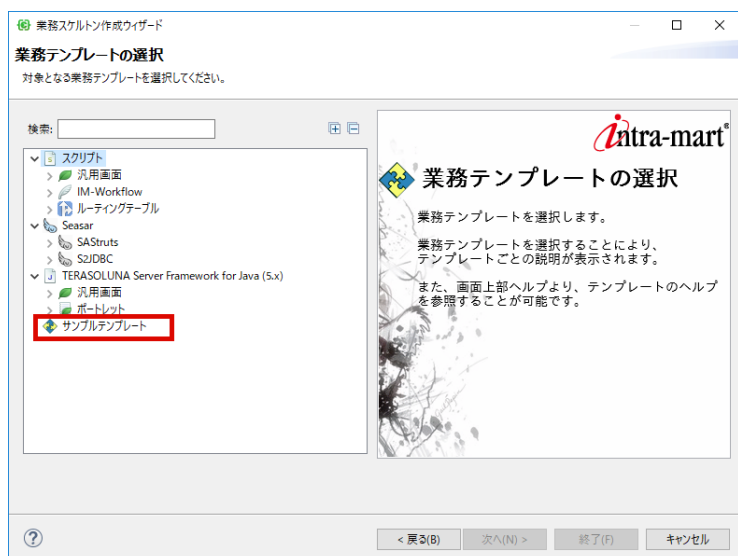 業務スケルトン作成ウィザード
業務テンプレートの選択
対象となる業務テンプレートを選択してください。
検索:
スクリプト
汎用画面
IM-Workflow
ルーティングテーブル
Seasar
SAStruts
S2JDBC
TERASOLUNA Server Framework for Java (5.x)
汎用画面
ポートレット
サンプルテンプレート
intra-mart®
業務テンプレートの選択
業務テンプレートを選択します。
業務テンプレートを選択することにより、
テンプレートごとの説明が表示されます。
また、画面上部ヘルプより、テンプレートのヘルプ
を参照することが可能です。
< 戻る(B)
次へ(N) >
終了(F)
キャンセル